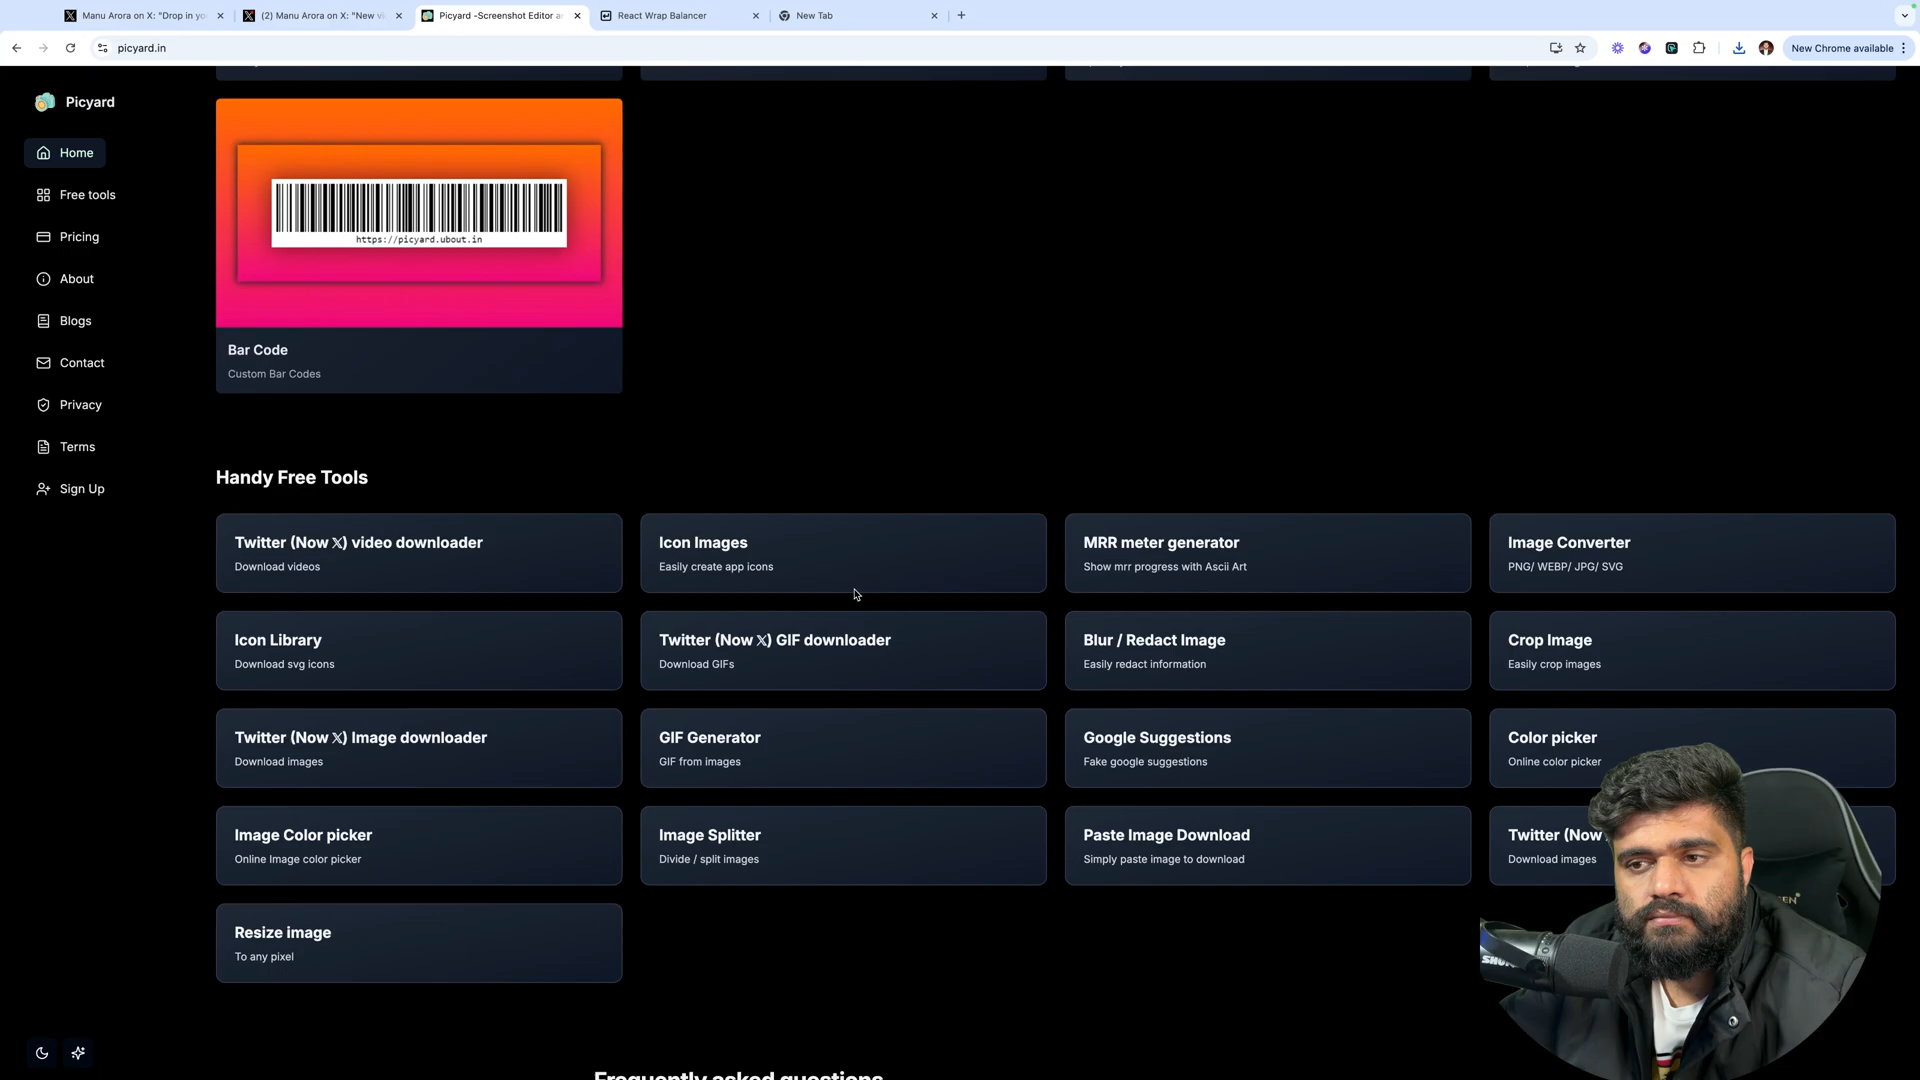 Manu Arora on X: "Drop in yo
(2) Manu Arora on X: "New vi
Picyard -Screenshot Editor an
React Wrap Balancer
New Tab
picyard.in
New Chrome available
Picyard
Home
Free tools
Pricing
About
Blogs
Contact
Privacy
Terms
Sign Up
https://picyard.ubout.in
Bar Code
Custom Bar Codes
Handy Free Tools
Twitter (Now 𝕏) video downloader
Download videos
Icon Images
Easily create app icons
MRR meter generator
Show mrr progress with Ascii Art
Image Converter
PNG/ WEBP/ JPG/ SVG
Icon Library
Download svg icons
Twitter (Now 𝕏) GIF downloader
Download GIFs
Blur / Redact Image
Easily redact information
Crop Image
Easily crop images
Twitter (Now 𝕏) Image downloader
Download images
GIF Generator
GIF from images
Google Suggestions
Fake google suggestions
Color picker
Online color picker
Image Color picker
Online Image color picker
Image Splitter
Divide / split images
Paste Image Download
Simply paste image to download
Twitter (Now
Download images
Resize image
To any pixel
Frequently asked questions